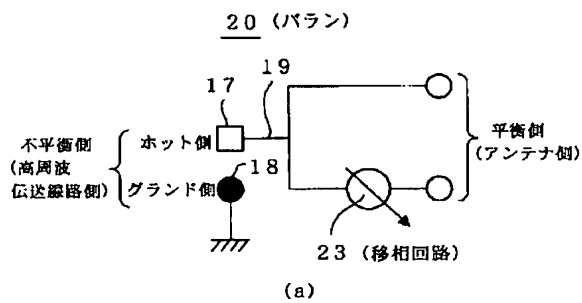 20 (バラン)
17
19
不平衡側
(高周波
伝送線路側)
ホット側
グランド側
18
平衡側
(アンテナ側)
23 (移相回路)
(a)